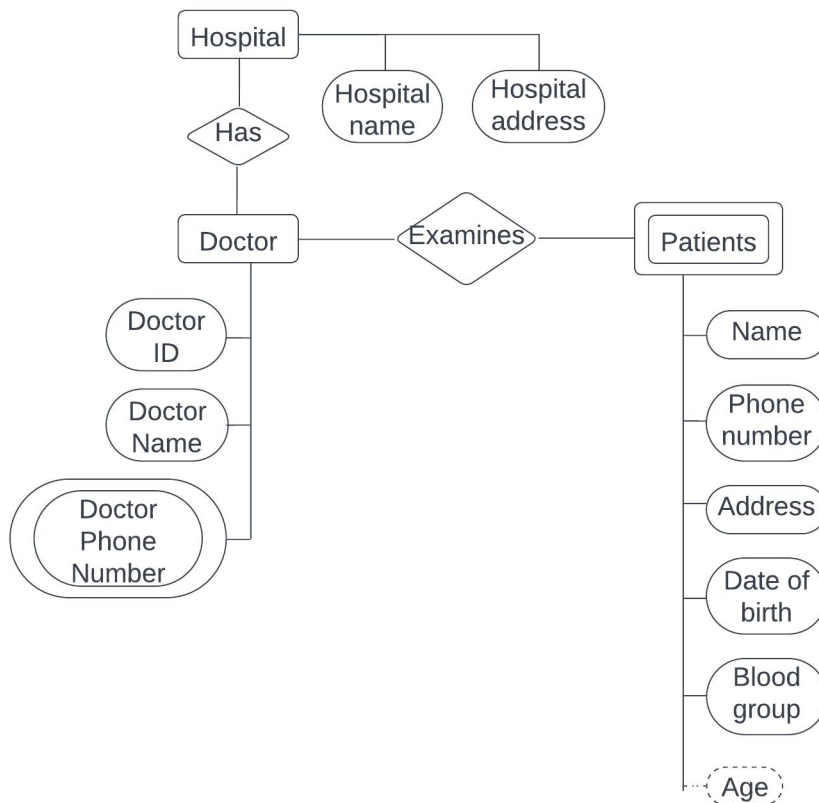 Hospital
Hospital
name
Hospital
address
Has
Doctor
Examines
Patients
Doctor
ID
Doctor
Name
Doctor
Phone
Number
Name
Phone
number
Address
Date of
birth
Blood
group
Age